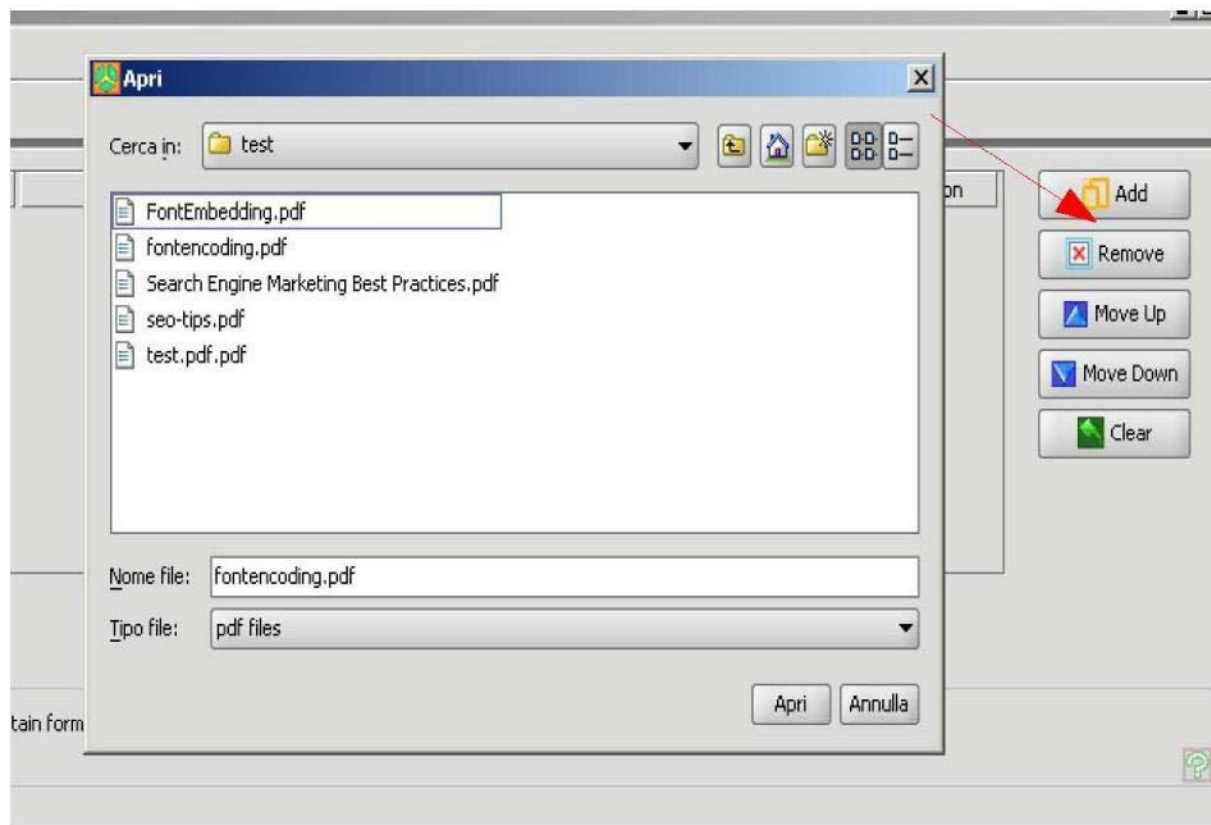 Apri
Cerca in: test
on
Add
FontEmbedding.pdf
fontencoding.pdf
Remove
Search Engine Marketing Best Practices.pdf
seo-tips.pdf
Move Up
test.pdf.pdf
Move Down
Clear
Nome file: fontencoding.pdf
Tipo file: pdf files
Apri Annulla
tain form